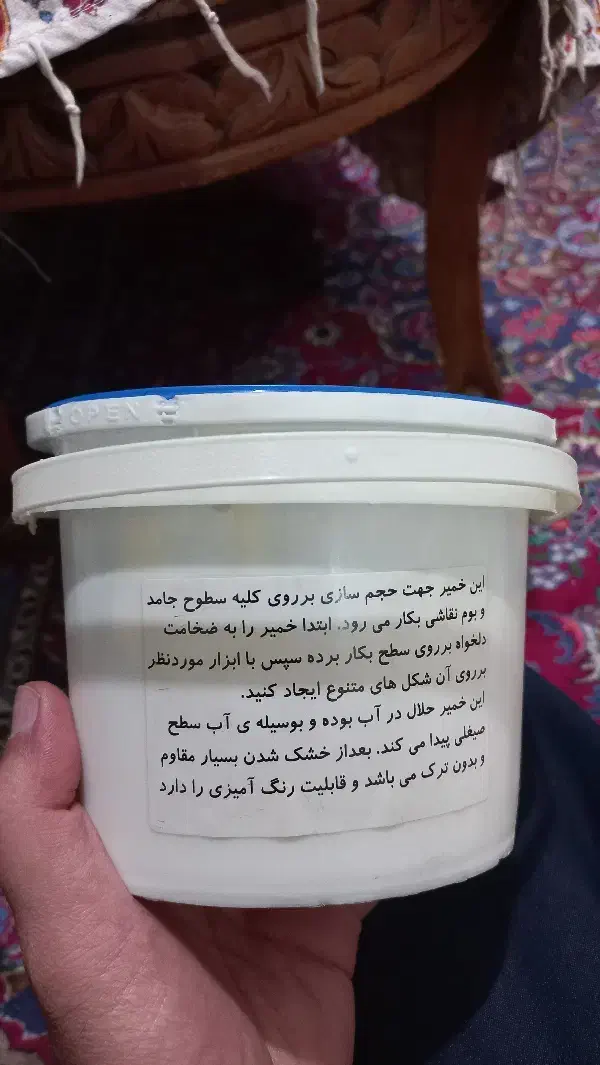 OPEN
این خمیر جهت حجم سازی برروی کلیه سطوح جامد
و بوم نقاشی بکار می رود. ابتدا خمیر را به ضخامت
دلخواه برروی سطح بکار برده سپس با ابزار موردنظر
برروی آن شکل های متنوع ایجاد کنید.
این خمیر حلال در آب بوده و بوسیله ی آب سطح
صیغلی پیدا می کند. بعداز خشک شدن بسیار مقاوم
و بدون ترک می باشد و قابلیت رنگ آمیزی را دارد